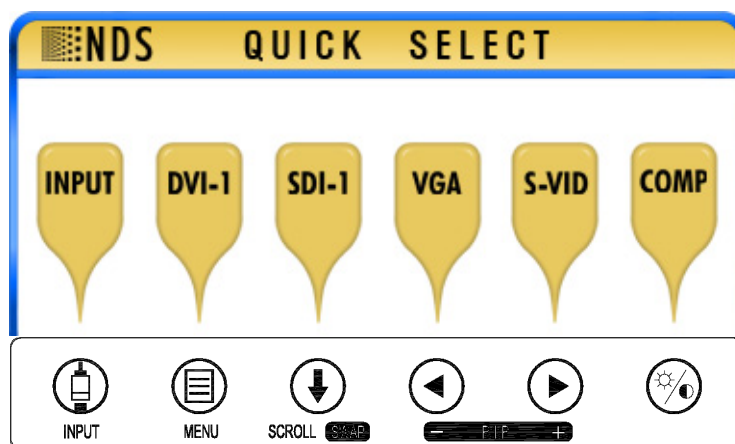 NDS QUICK SELECT
INPUT DVI-1 SDI-1 VGA S-VID COMP
INPUT MENU SCROLL SWAP - PIP +